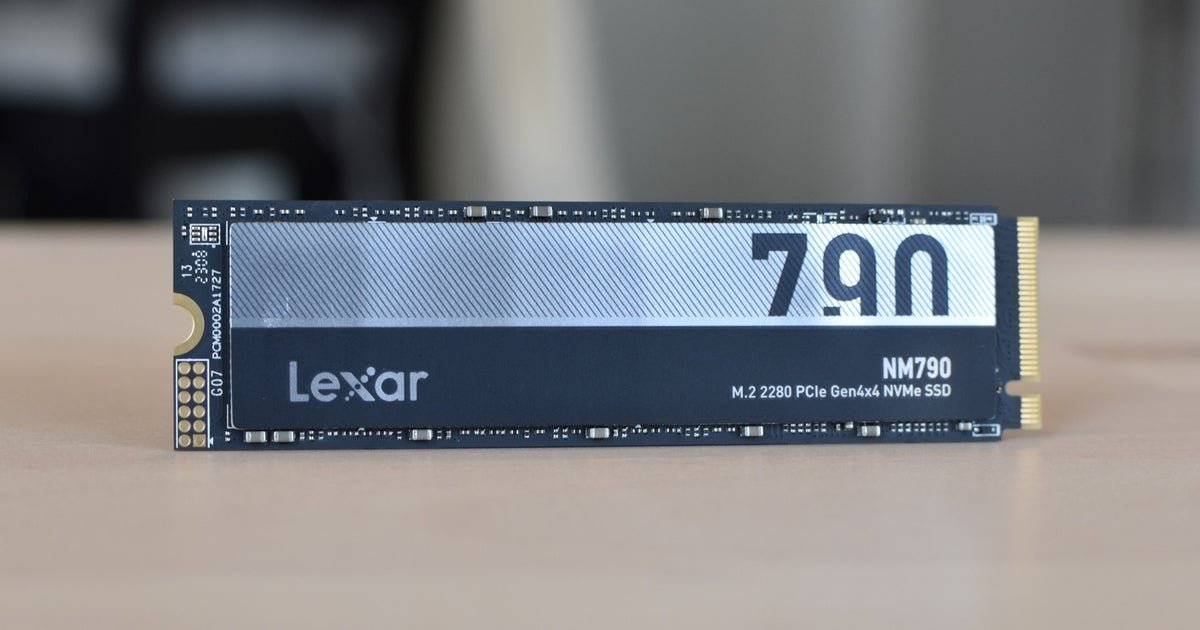 790
Lexar
NM790
M.2 2280 PCIe Gen4x4 NVMe SSD
13
2308
PCM0002A1727
G07